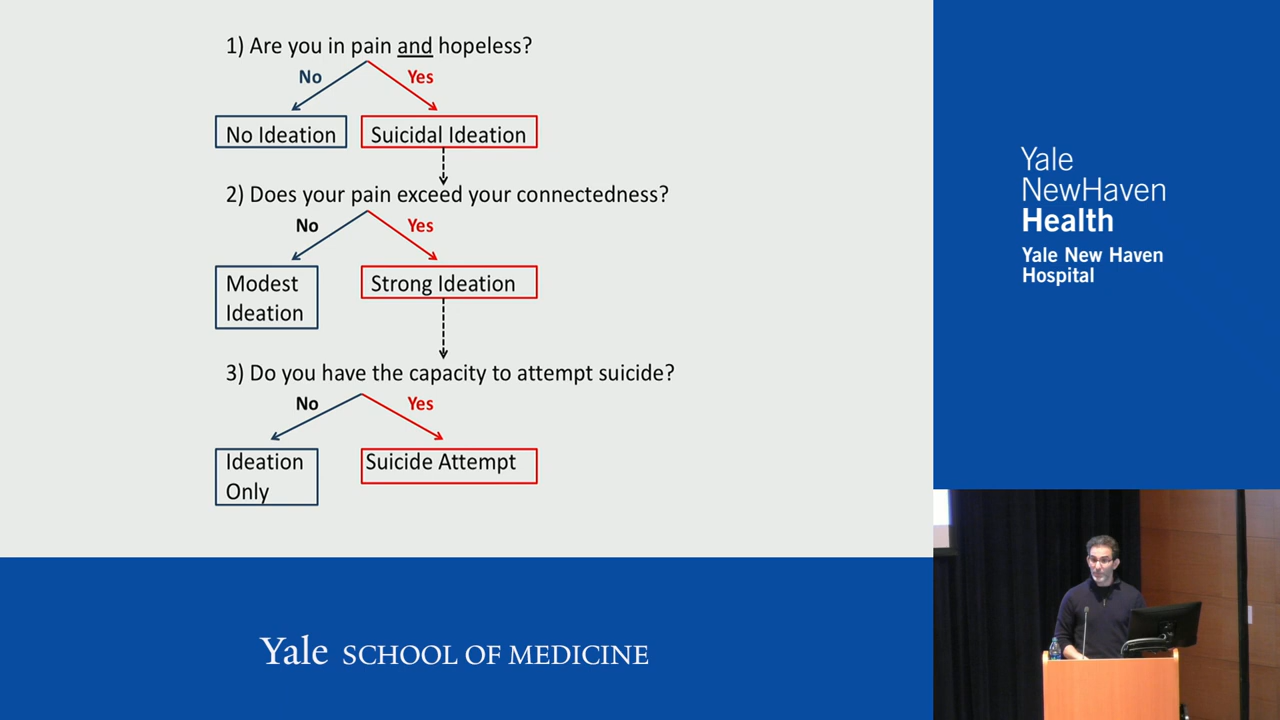 1) Are you in pain and hopeless?
No Yes
No Ideation Suicidal Ideation
2) Does your pain exceed your connectedness?
No Yes
Modest
Ideation
Strong Ideation
3) Do you have the capacity to attempt suicide?
No Yes
Ideation
Only
Suicide Attempt
Yale
NewHaven
Health
Yale New Haven
Hospital
Yale SCHOOL OF MEDICINE